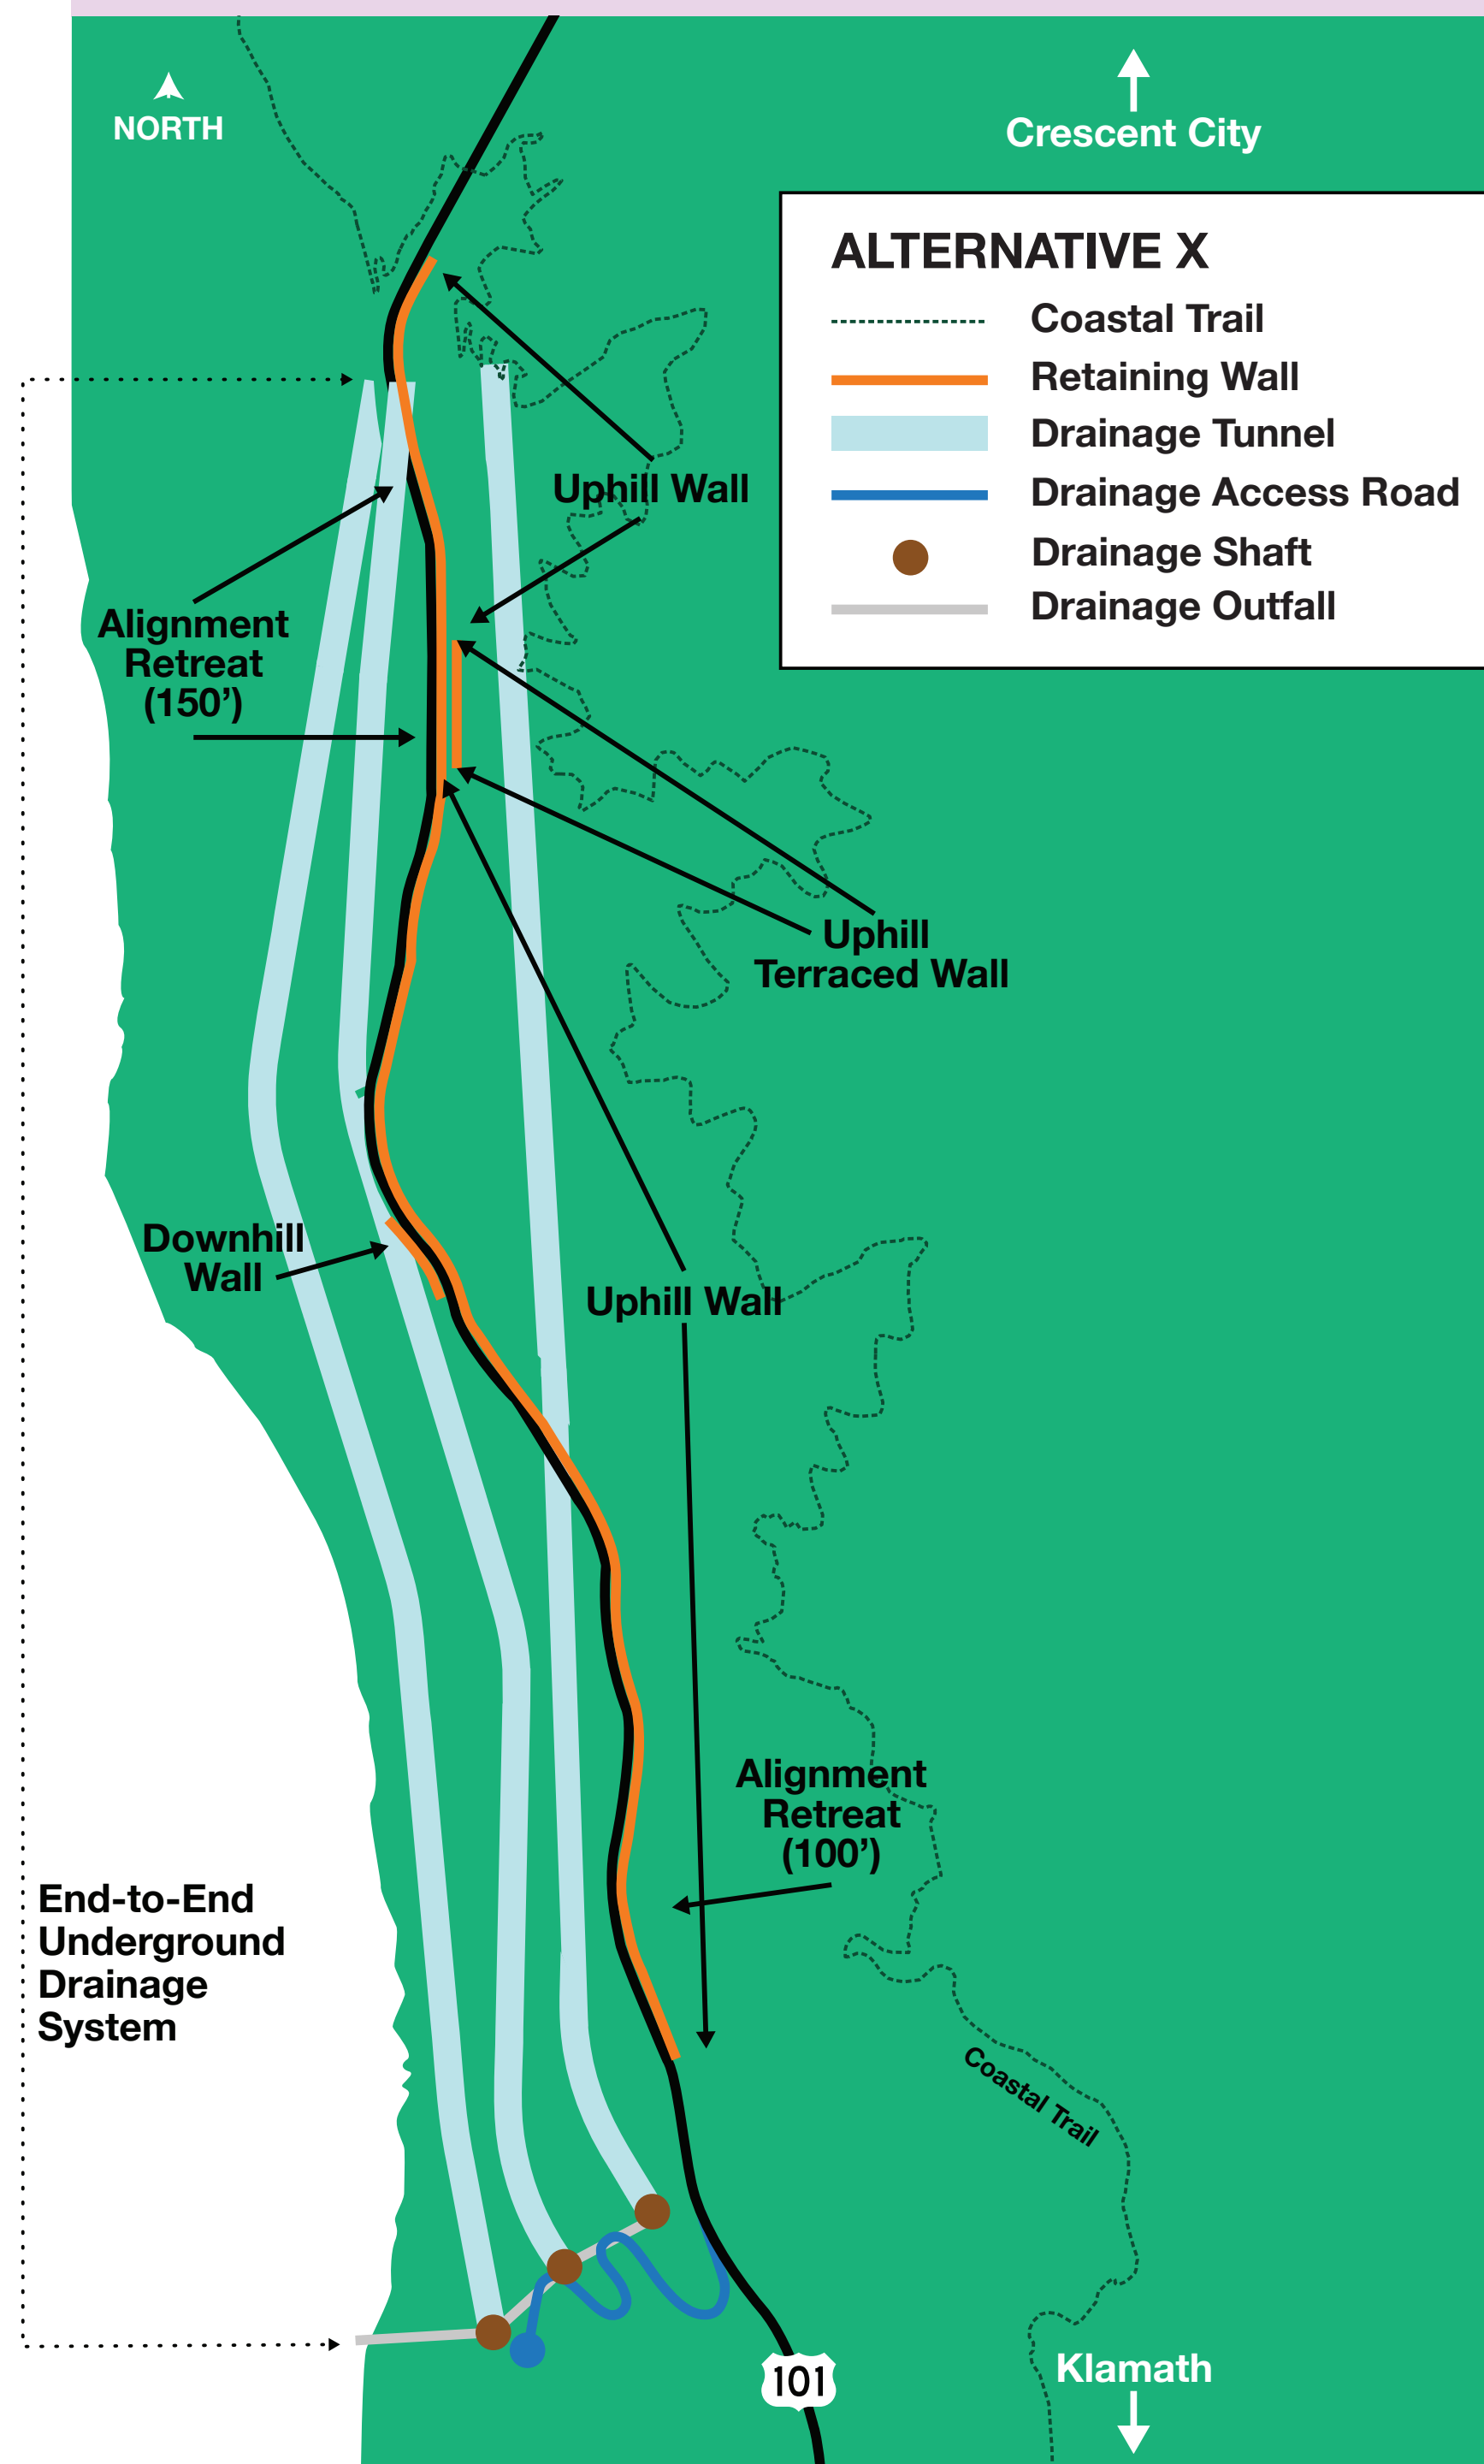 NORTH
Crescent City
ALTERNATIVE X
Coastal Trail
Retaining Wall
Drainage Tunnel
Drainage Access Road
Drainage Shaft
Drainage Outfall
Uphill Wall
Alignment
Retreat
(150’)
Uphill
Terraced Wall
Downhill
Wall
Uphill Wall
Alignment
Retreat
(100’)
End-to-End
Underground
Drainage
System
Coastal Trail
Klamath
101